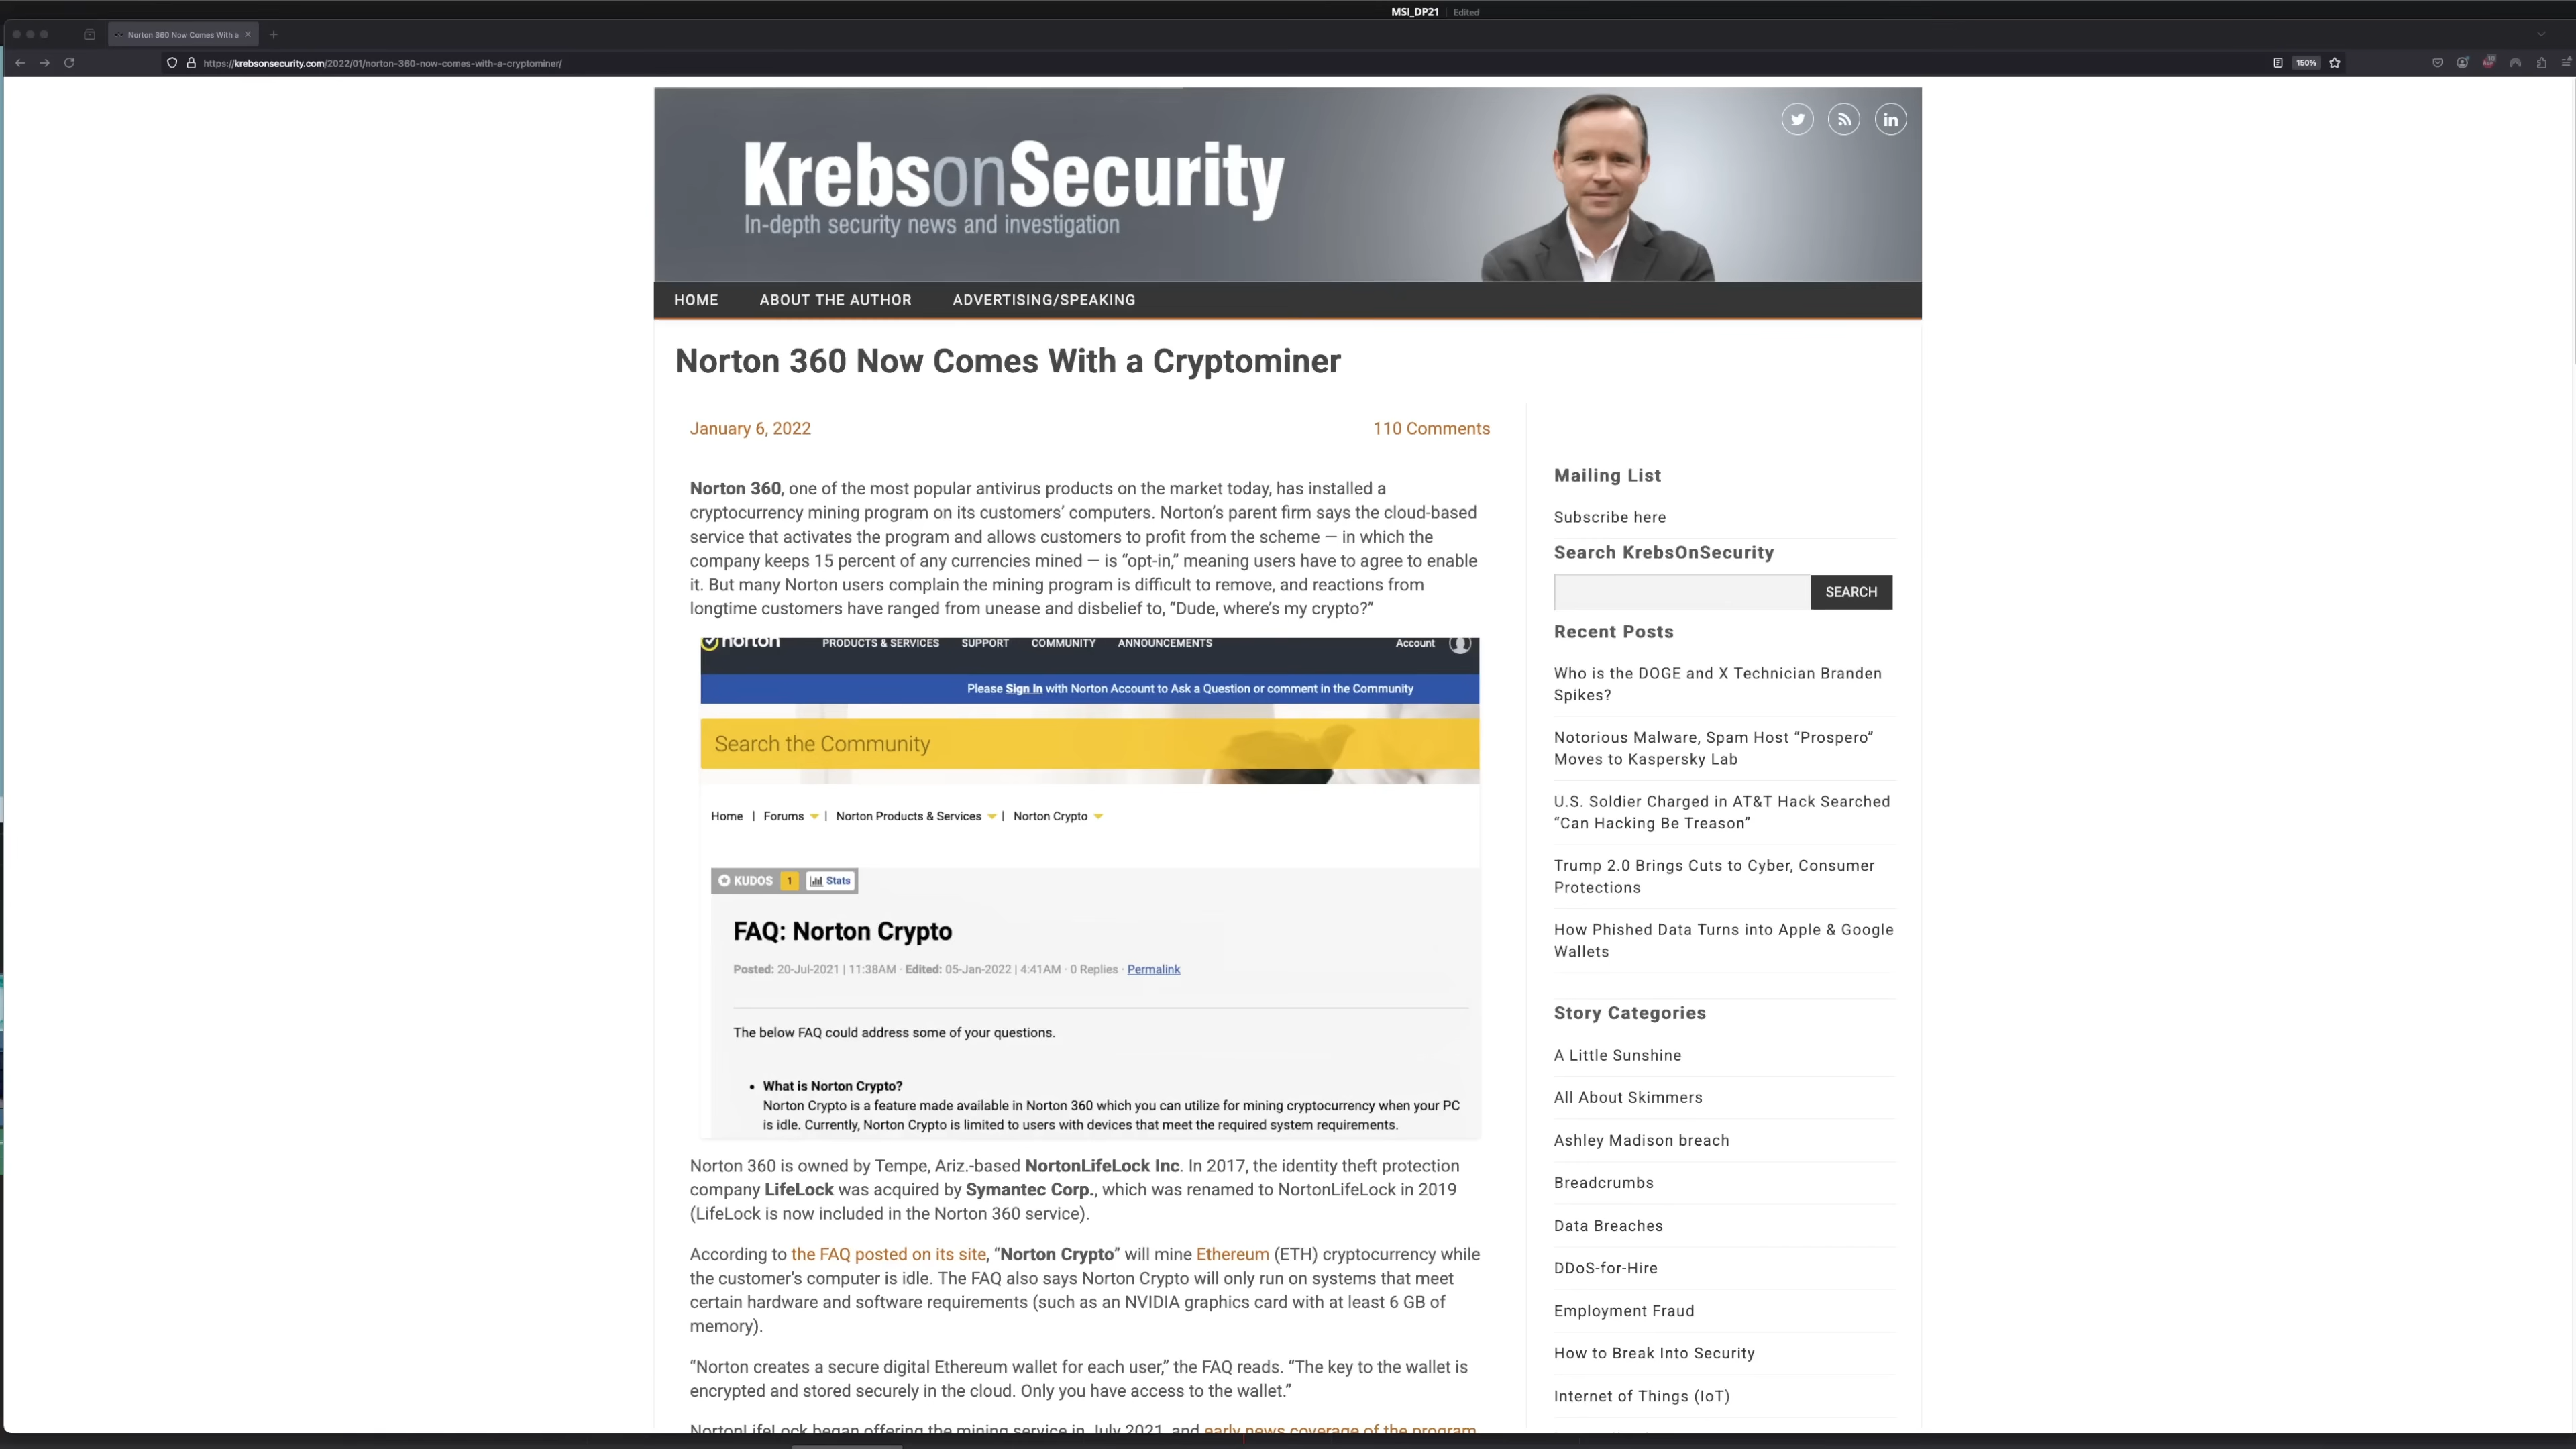 MSI_DP21 Edited
Norton 360 Now Comes With a
https://krebsonsecurity.com/2022/01/norton-360-now-comes-with-a-cryptominer/
150%
KrebsonSecurity
In-depth security news and investigation
HOME ABOUT THE AUTHOR ADVERTISING/SPEAKING
Norton 360 Now Comes With a Cryptominer
January 6, 2022 110 Comments
Norton 360, one of the most popular antivirus products on the market today, has installed a
cryptocurrency mining program on its customers’ computers. Norton’s parent firm says the cloud-based
service that activates the program and allows customers to profit from the scheme — in which the
company keeps 15 percent of any currencies mined — is “opt-in,” meaning users have to agree to enable
it. But many Norton users complain the mining program is difficult to remove, and reactions from
longtime customers have ranged from unease and disbelief to, “Dude, where’s my crypto?”
norton PRODUCTS & SERVICES SUPPORT COMMUNITY ANNOUNCEMENTS Account
Please Sign In with Norton Account to Ask a Question or comment in the Community
Search the Community
Home | Forums | Norton Products & Services | Norton Crypto
KUDOS 1 Stats
FAQ: Norton Crypto
Posted: 20-Jul-2021 | 11:38AM · Edited: 05-Jan-2022 | 4:41AM · 0 Replies · Permalink
The below FAQ could address some of your questions.
• What is Norton Crypto?
Norton Crypto is a feature made available in Norton 360 which you can utilize for mining cryptocurrency when your PC
is idle. Currently, Norton Crypto is limited to users with devices that meet the required system requirements.
Norton 360 is owned by Tempe, Ariz.-based NortonLifeLock Inc. In 2017, the identity theft protection
company LifeLock was acquired by Symantec Corp., which was renamed to NortonLifeLock in 2019
(LifeLock is now included in the Norton 360 service).
According to the FAQ posted on its site, “Norton Crypto” will mine Ethereum (ETH) cryptocurrency while
the customer’s computer is idle. The FAQ also says Norton Crypto will only run on systems that meet
certain hardware and software requirements (such as an NVIDIA graphics card with at least 6 GB of
memory).
“Norton creates a secure digital Ethereum wallet for each user,” the FAQ reads. “The key to the wallet is
encrypted and stored securely in the cloud. Only you have access to the wallet.”
NortonLifeLock began offering the mining service in July 2021, and early news coverage of the program
Mailing List
Subscribe here
Search KrebsOnSecurity
SEARCH
Recent Posts
Who is the DOGE and X Technician Branden
Spikes?
Notorious Malware, Spam Host “Prospero”
Moves to Kaspersky Lab
U.S. Soldier Charged in AT&T Hack Searched
“Can Hacking Be Treason”
Trump 2.0 Brings Cuts to Cyber, Consumer
Protections
How Phished Data Turns into Apple & Google
Wallets
Story Categories
A Little Sunshine
All About Skimmers
Ashley Madison breach
Breadcrumbs
Data Breaches
DDoS-for-Hire
Employment Fraud
How to Break Into Security
Internet of Things (IoT)